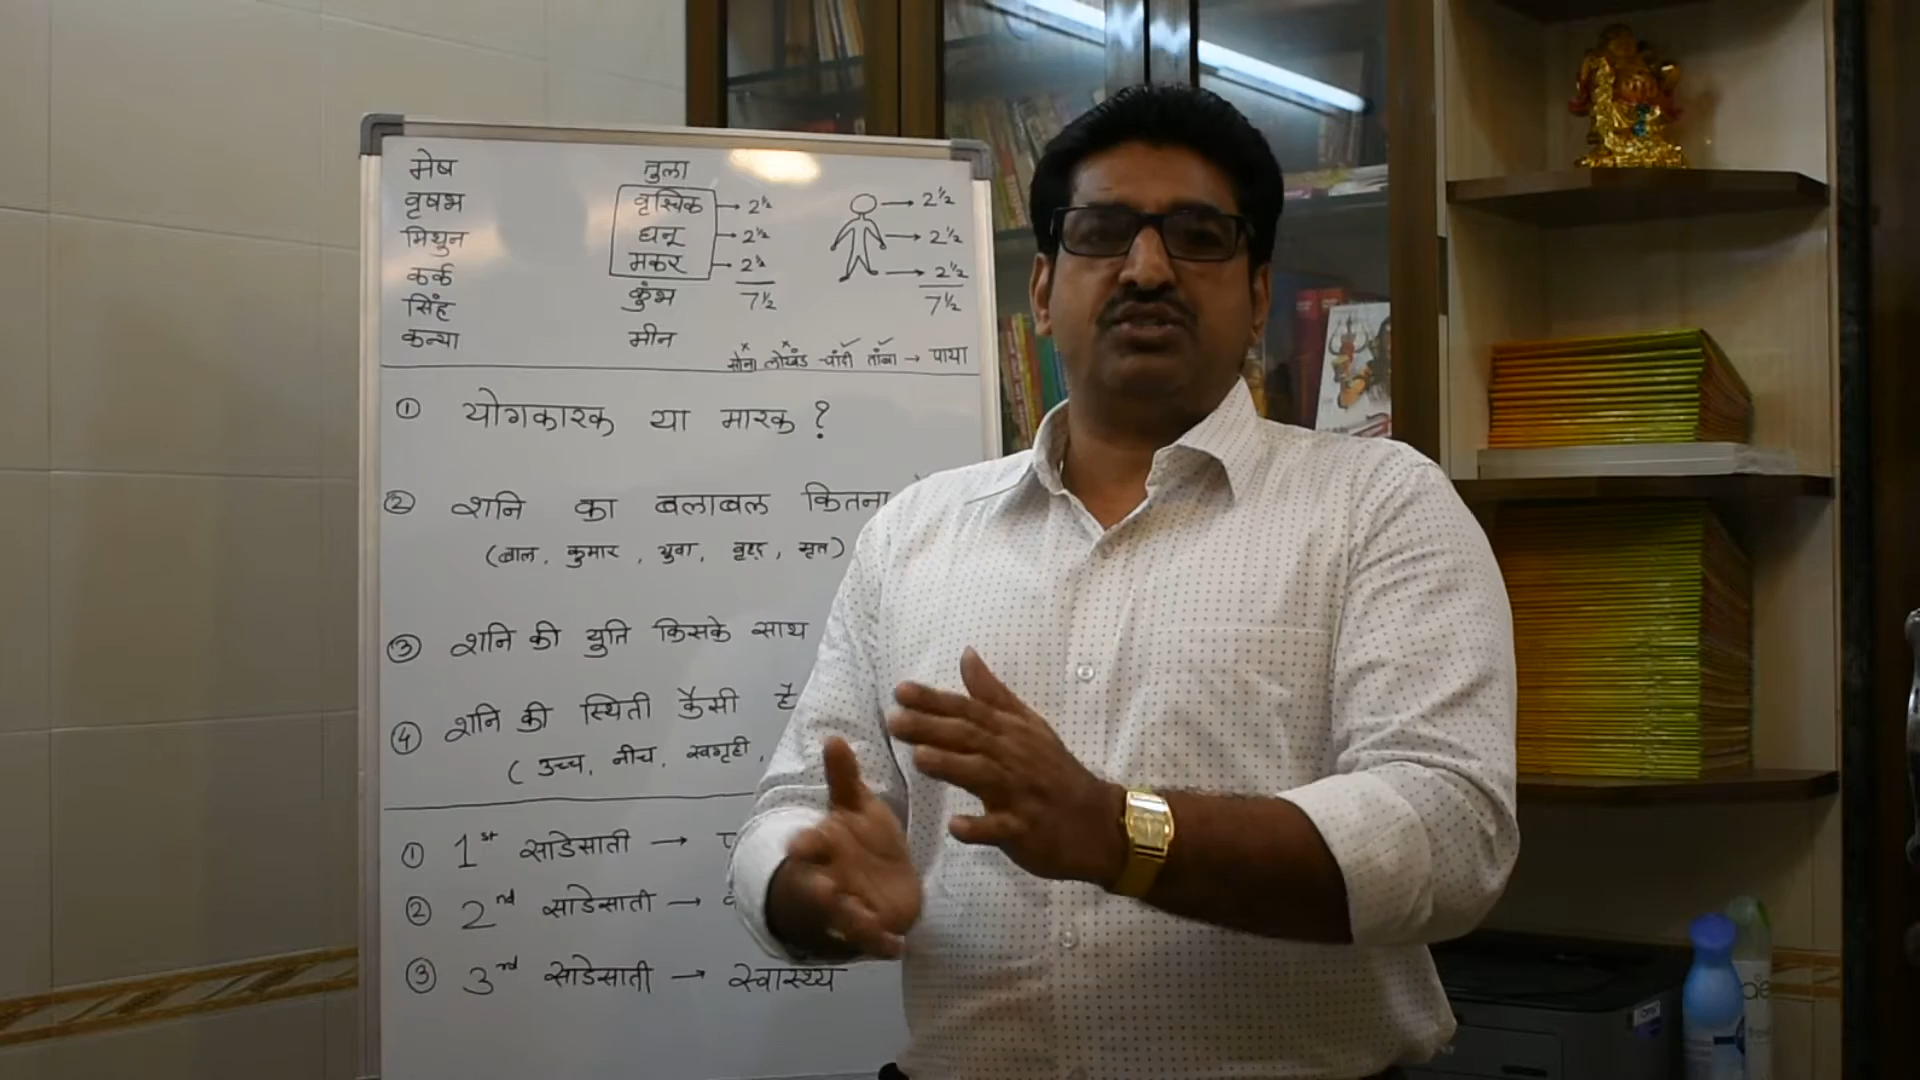 मेष
वृषभ
मिथुन
कर्क
सिंह
कन्या
तुला
वृश्चिक → 2½
धनू → 2½
मकर → 2½
कुंभ 7½
मीन
→ 2½
→ 2½
→ 2½
7½
सोना लोखंड चांदी तांबा → पाया
① योगकारक या मारक ?
② शनि का बलाबल कितना
(बाल, कुमार, युवा, वृद्द, मृत)
③ शनि की युति किसके साथ
④ शनि की स्थिती कैसी है
( उच्च, नीच, स्वगृही,
① 1st साडेसाती →
② 2nd साडेसाती →
③ 3rd साडेसाती → स्वास्थ्य